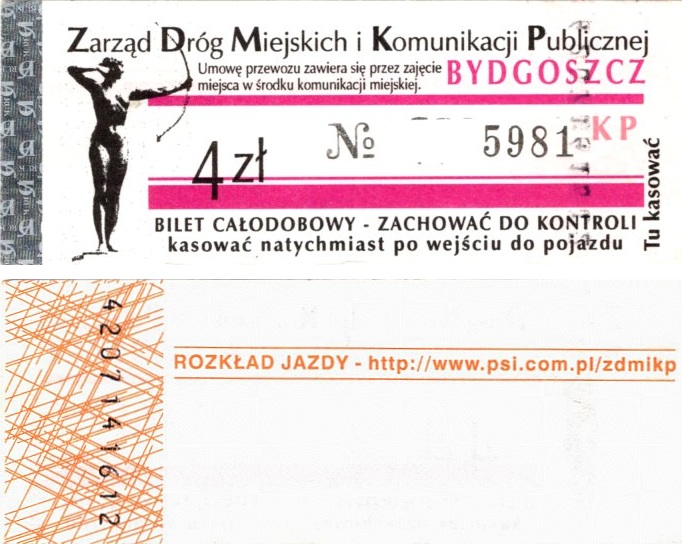 Zarząd Dróg Miejskich i Komunikacji Publicznej
Umowę przewozu zawiera się przez zajęcie
miejsca w środku komunikacji miejskiej.
BYDGOSZCZ
4 zł
№ 5981
KP
Tu kasować
BILET CAŁODOBOWY - ZACHOWAĆ DO KONTROLI
kasować natychmiast po wejściu do pojazdu
4207141612
ROZKŁAD JAZDY - http://www.psi.com.pl/zdmikp